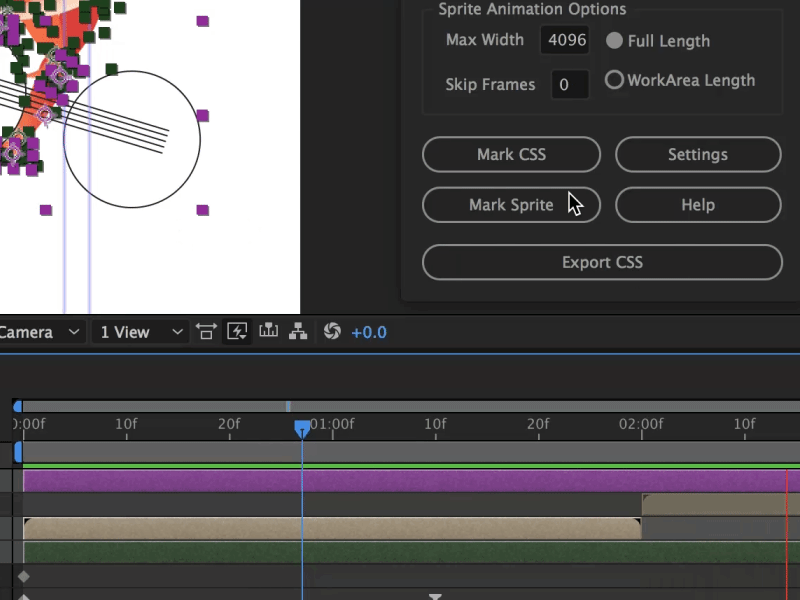 Sprite Animation Options
Max Width 4096 Full Length
Skip Frames 0 WorkArea Length
Mark CSS Settings
Mark Sprite Help
Export CSS
Camera 1 View +0.0
0:00f 10f 20f 01:00f 10f 20f 02:00f 10f